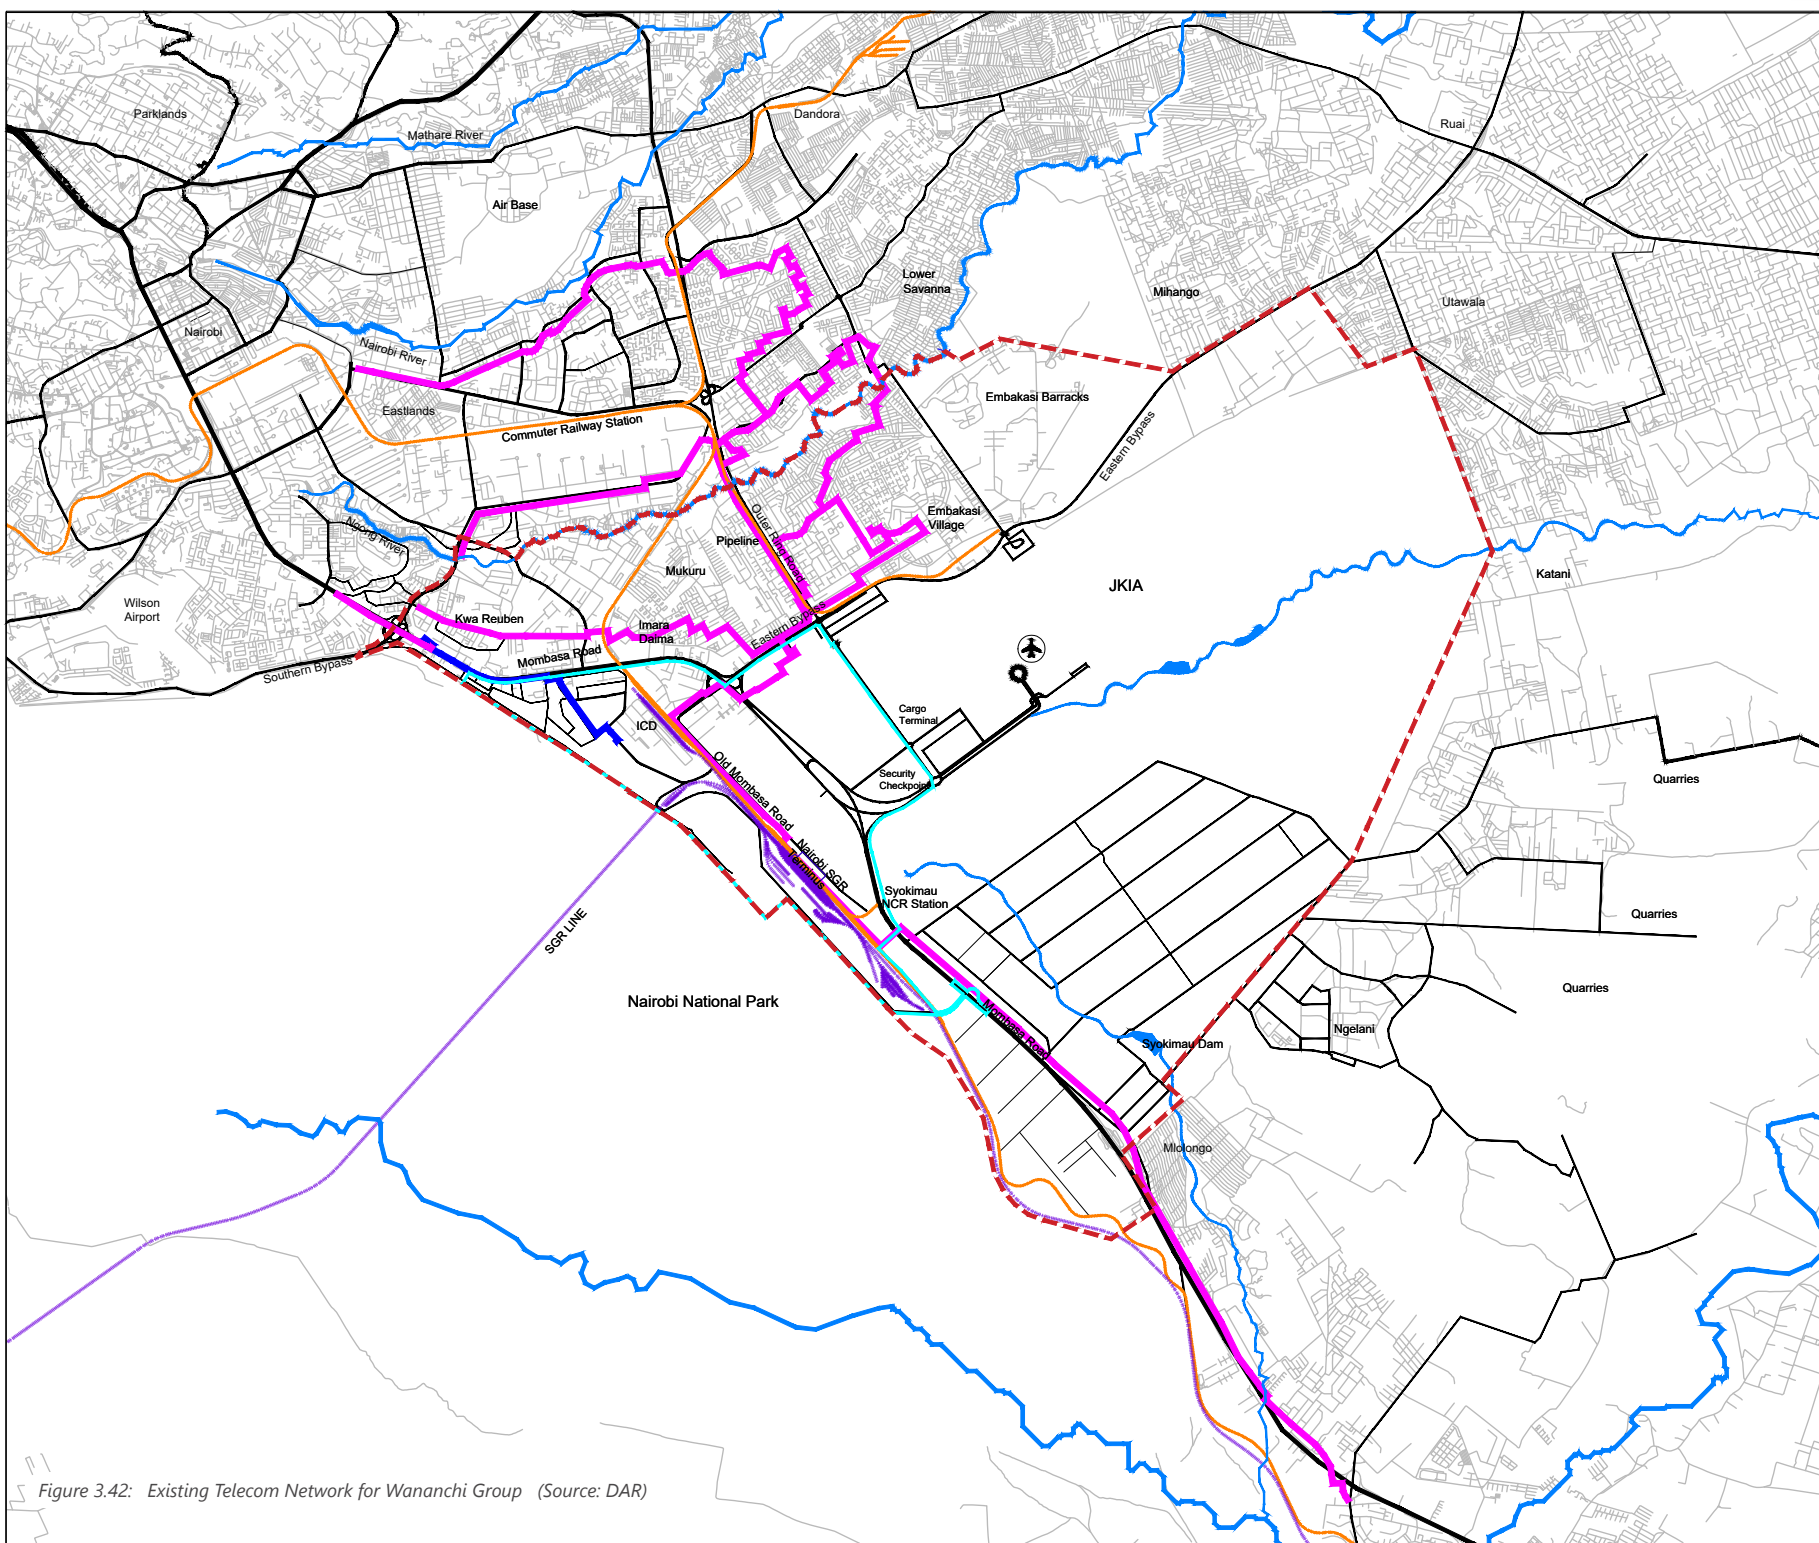 Parklands
Mathare River
Dandora
Ruai
Air Base
Lower
Savanna
Mihango
Utawala
Nairobi
Nairobi River
Eastlands
Commuter Railway Station
Embakasi Barracks
Eastern Bypass
Ngong River
Outer Ring Road
Pipeline
Embakasi
Village
Mukuru
JKIA
Katani
Wilson
Airport
Kwa Reuben
Imara
Daima
Eastern Bypass
Mombasa Road
Southern Bypass
ICD
Cargo
Terminal
Security
Checkpoint
Old Mombasa Road
Quarries
Nairobi SGR
Terminus
Syokimau
NCR Station
Quarries
SGR LINE
Nairobi National Park
Quarries
Mombasa Road
Ngelani
Syokimau Dam
Mlolongo
Figure 3.42: Existing Telecom Network for Wananchi Group (Source: DAR)